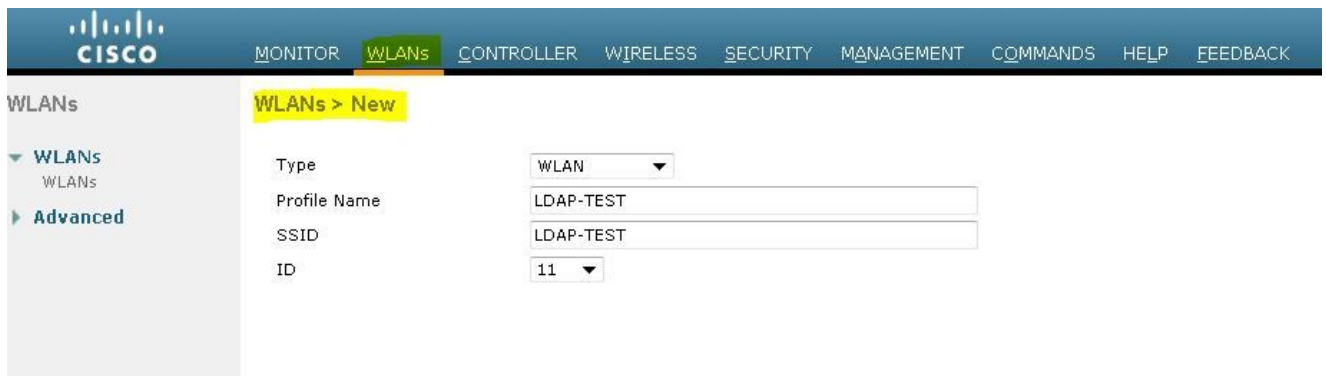 CISCO
MONITOR WLANs CONTROLLER WIRELESS SECURITY MANAGEMENT COMMANDS HELP FEEDBACK
WLANs
WLANs
WLANs
Advanced
WLANs > New
Type WLAN
Profile Name LDAP-TEST
SSID LDAP-TEST
ID 11